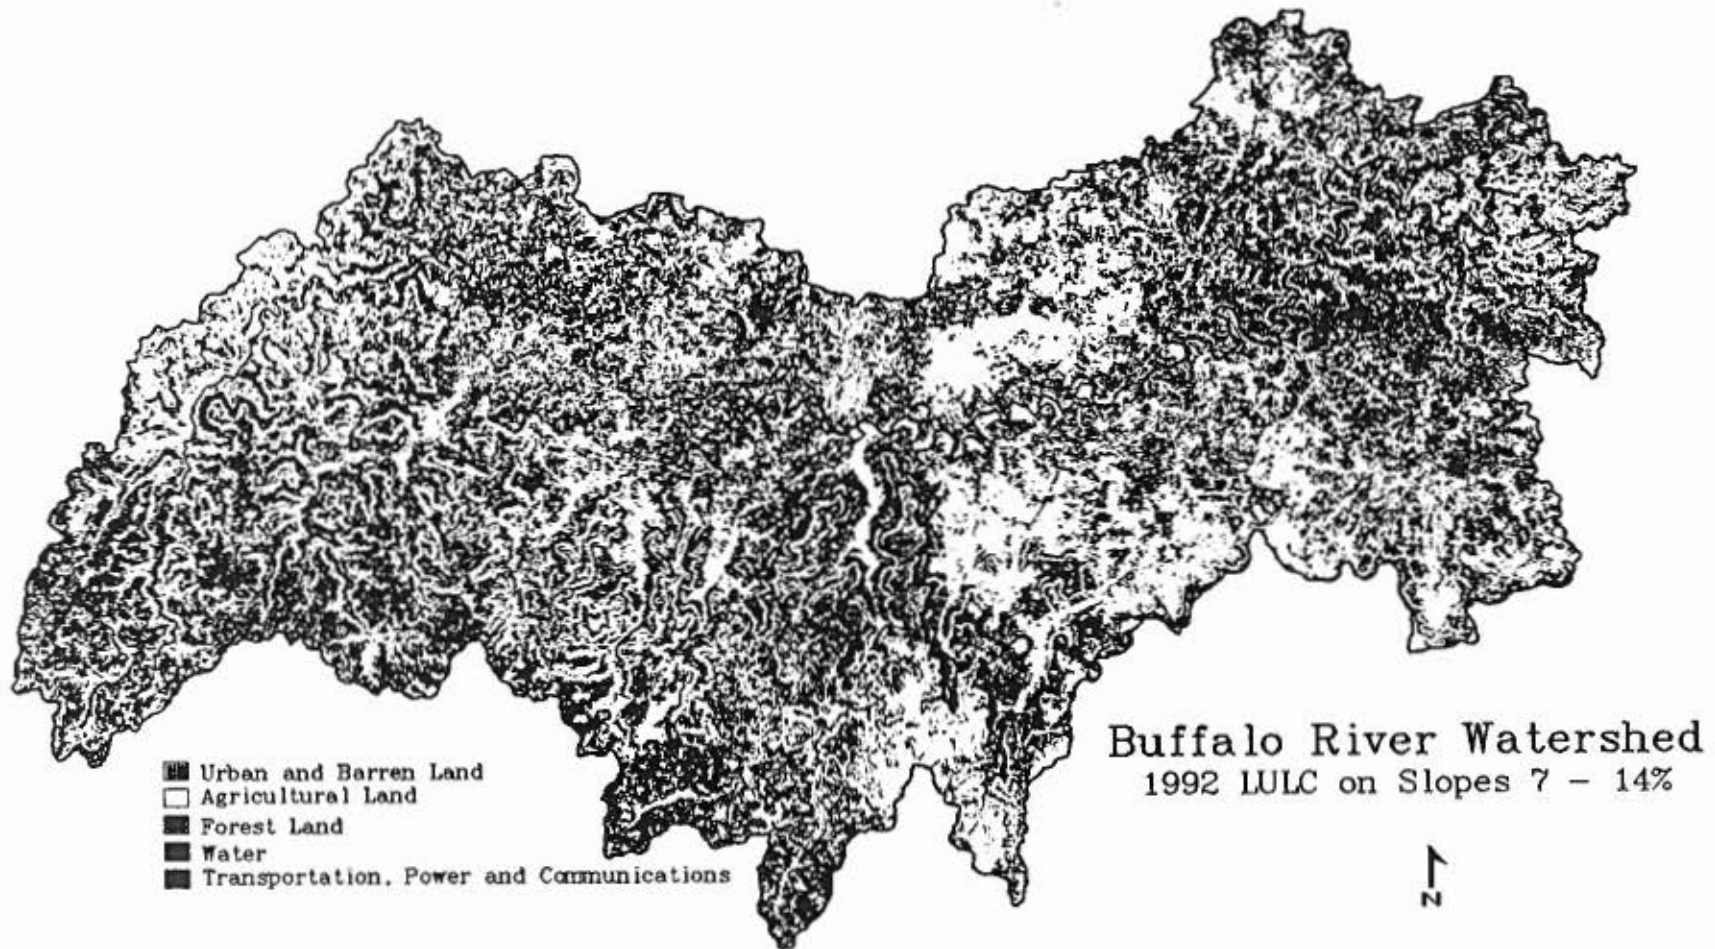 Buffalo River Watershed
1992 LULC on Slopes 7 - 14%
Urban and Barren Land
Agricultural Land
Forest Land
Water
Transportation, Power and Communications
N